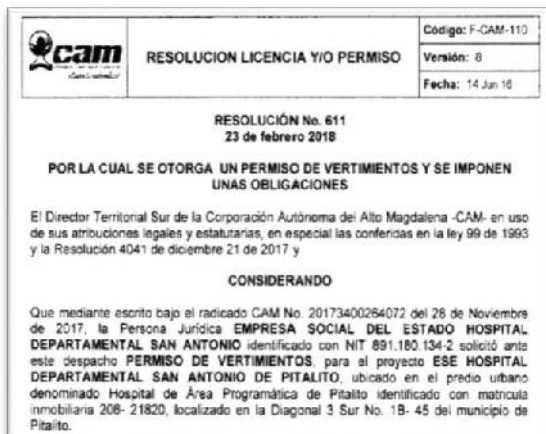 cam
RESOLUCION LICENCIA Y/O PERMISO
Código: F-CAM-110
Versión: 8
Fecha: 14 Jun 16
RESOLUCIÓN No. 611
23 de febrero 2018
POR LA CUAL SE OTORGA UN PERMISO DE VERTIMIENTOS Y SE IMPONEN
UNAS OBLIGACIONES
El Director Territorial Sur de la Corporación Autónoma del Alto Magdalena -CAM- en uso
de sus atribuciones legales y estatutarias, en especial las conferidas en la ley 99 de 1993
y la Resolución 4041 de diciembre 21 de 2017 y
CONSIDERANDO
Que mediante escrito bajo el radicado CAM No. 20173400264072 del 28 de Noviembre
de 2017, la Persona Jurídica EMPRESA SOCIAL DEL ESTADO HOSPITAL
DEPARTAMENTAL SAN ANTONIO identificado con NIT 891.180.134-2 solicitó ante
este despacho PERMISO DE VERTIMIENTOS, para el proyecto ESE HOSPITAL
DEPARTAMENTAL SAN ANTONIO DE PITALITO, ubicado en el predio urbano
denominado Hospital de Área Programática de Pitalito identificado con matricula
inmobiliaria 206- 21820, localizado en la Diagonal 3 Sur No. 1B- 45 del municipio de
Pitalito.